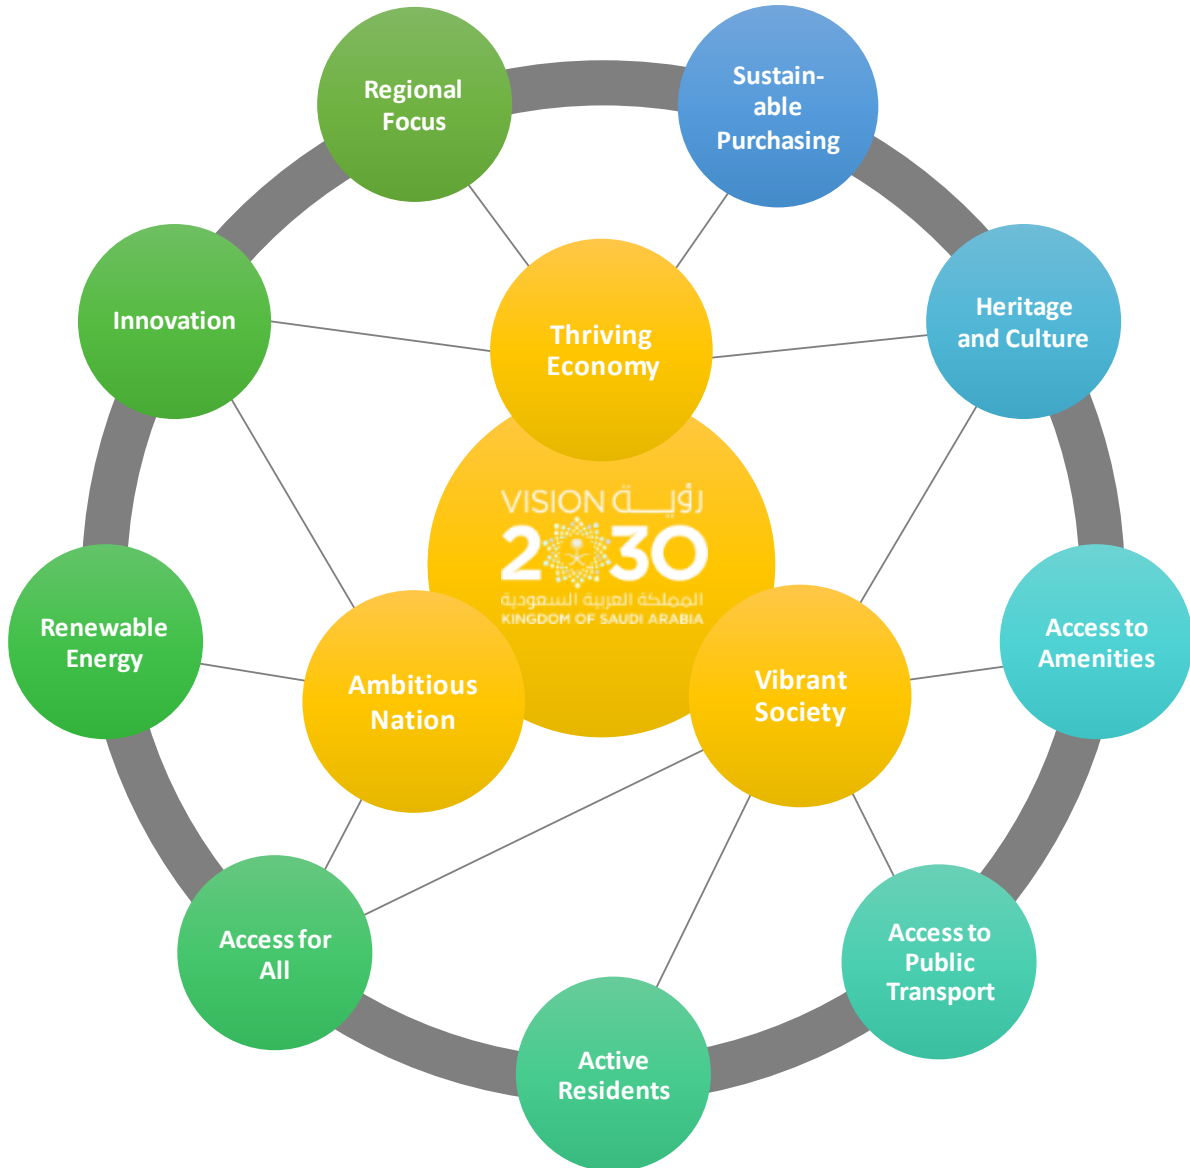 Regional
Focus
Sustain-
able
Purchasing
Innovation
Thriving
Economy
Heritage
and Culture
VISION رؤيــة
2030
المملكة العربية السعودية
KINGDOM OF SAUDI ARABIA
Renewable
Energy
Ambitious
Nation
Vibrant
Society
Access to
Amenities
Access for
All
Active
Residents
Access to
Public
Transport